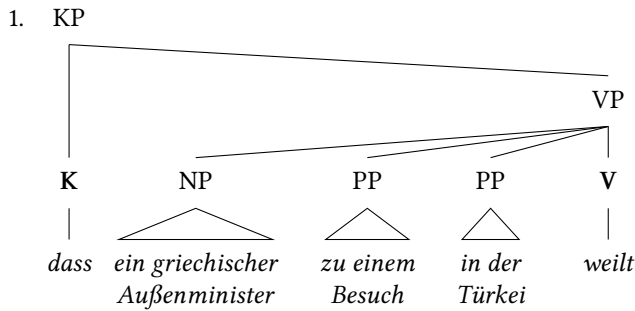 1. KP
VP
K NP PP PP V
dass ein griechischer zu einem in der weilt
Außenminister Besuch Türkei